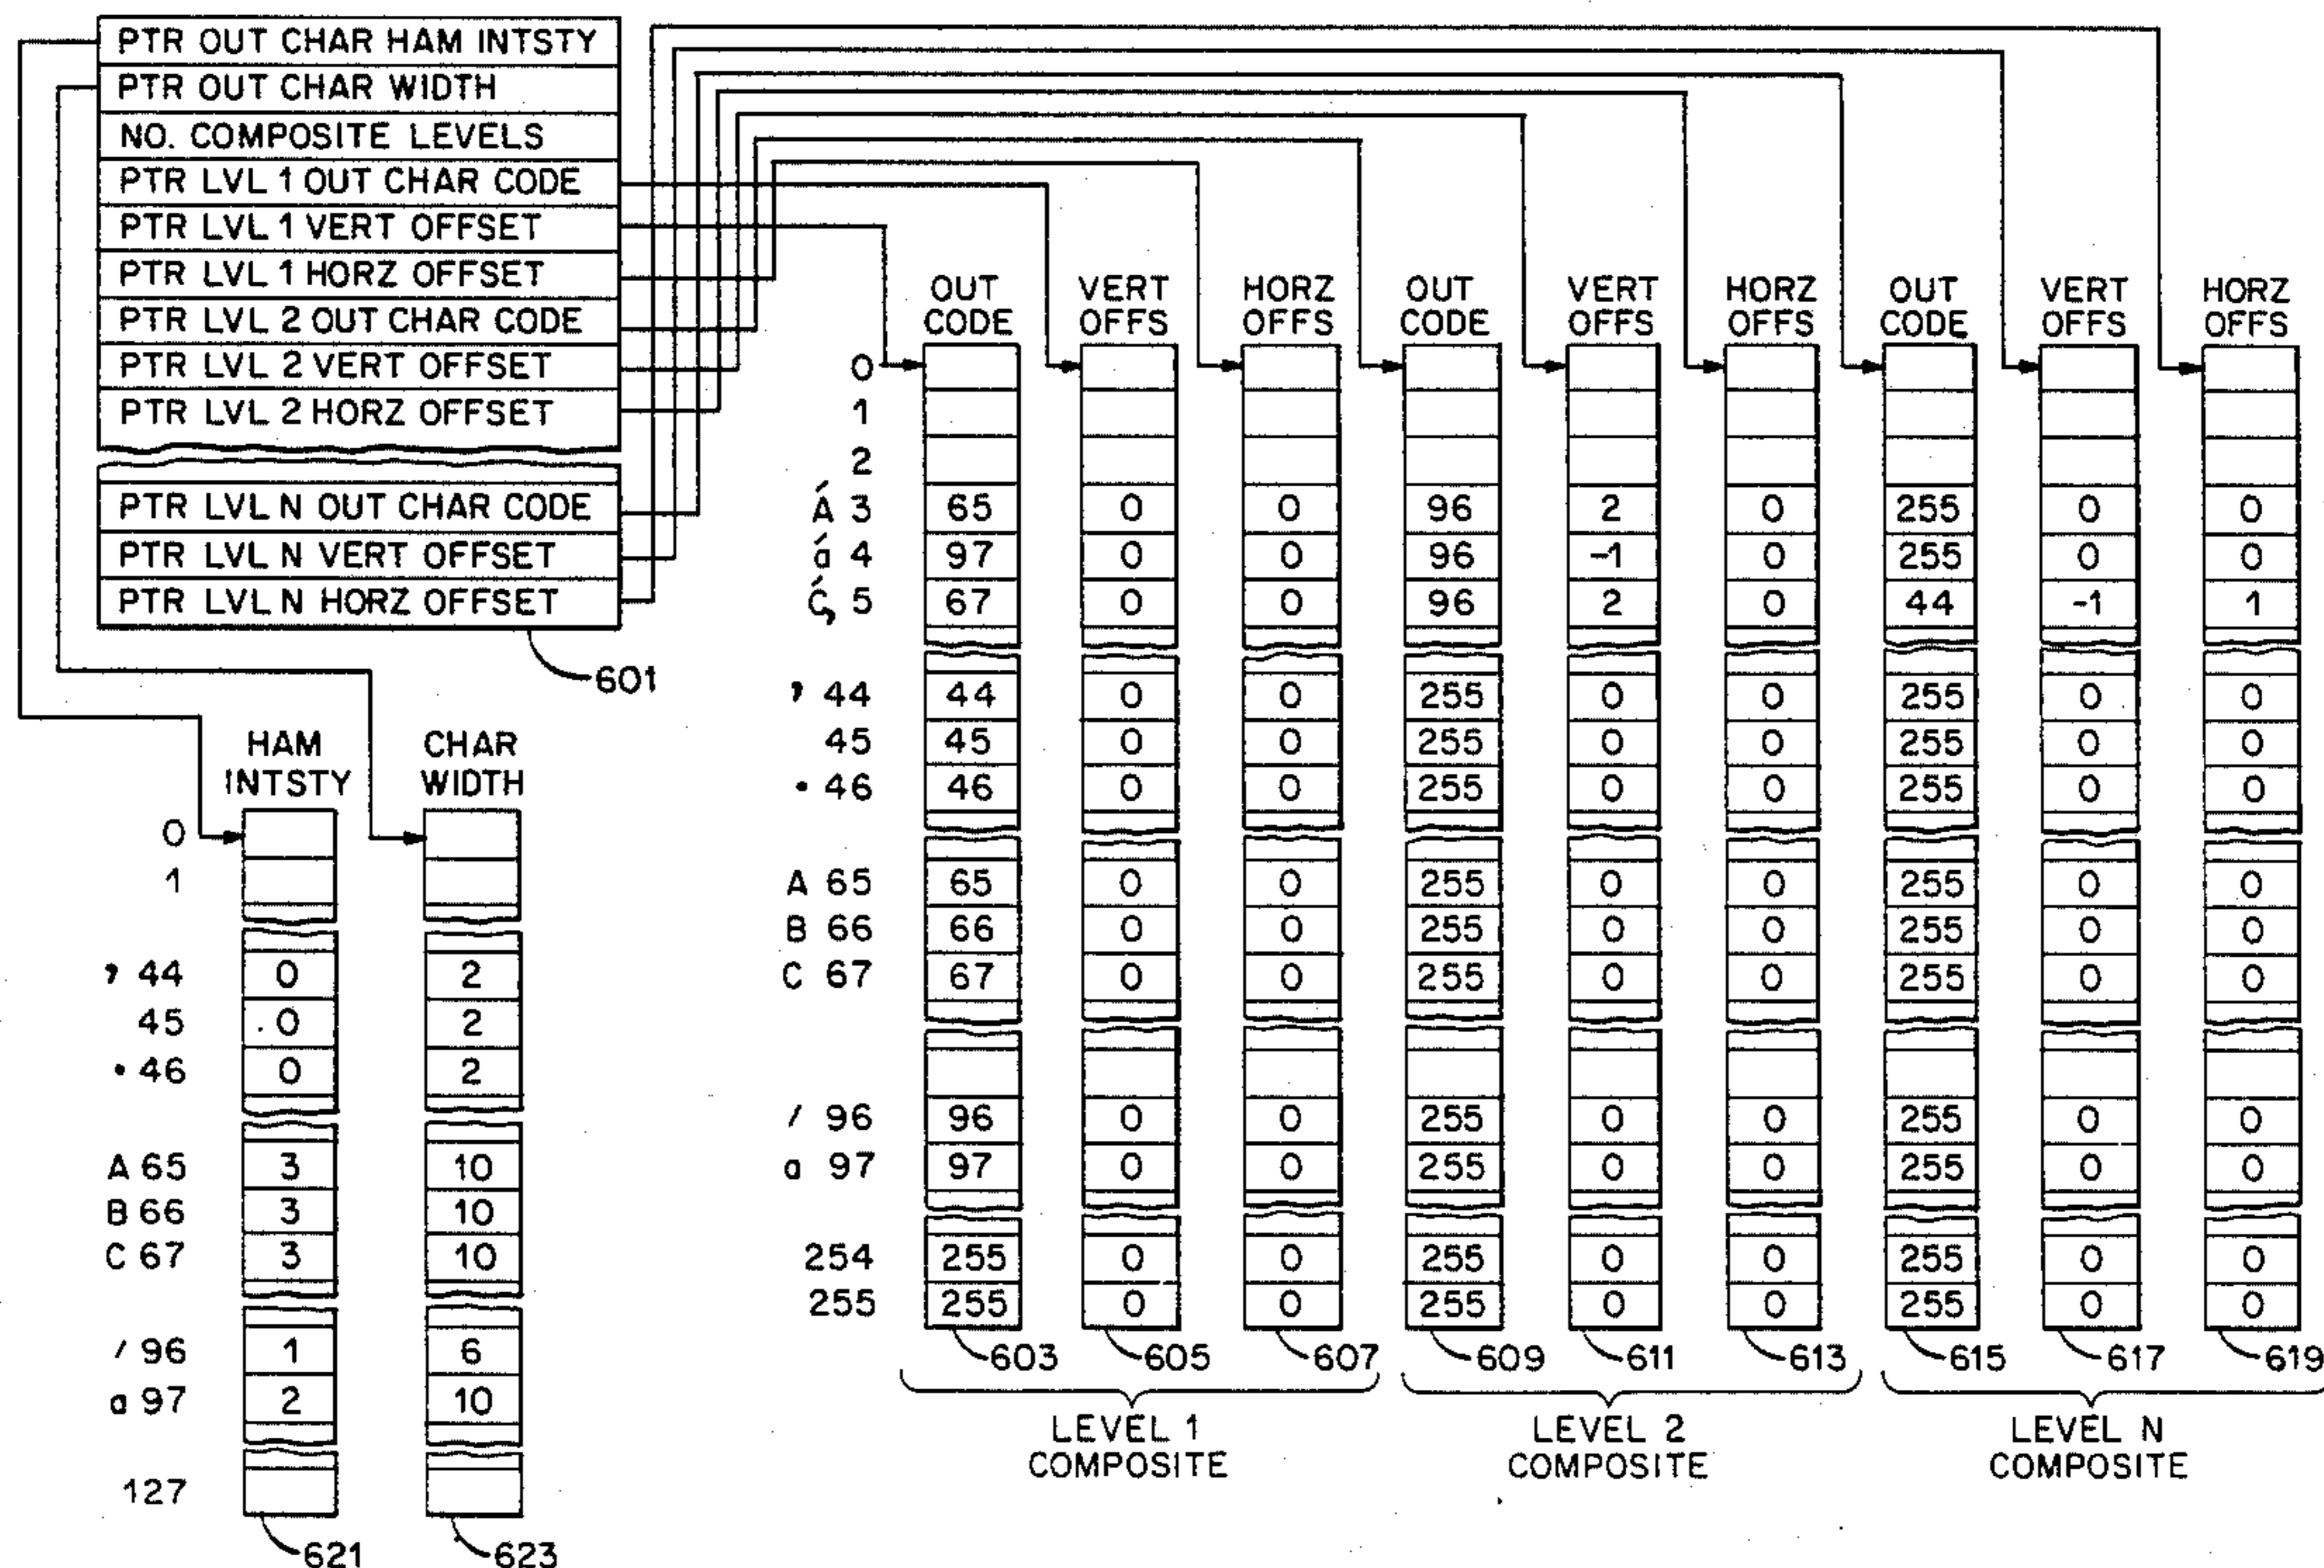 PTR OUT CHAR HAM INTSTY
PTR OUT CHAR WIDTH
NO. COMPOSITE LEVELS
PTR LVL 1 OUT CHAR CODE
PTR LVL 1 VERT OFFSET
PTR LVL 1 HORZ OFFSET
PTR LVL 2 OUT CHAR CODE
PTR LVL 2 VERT OFFSET
PTR LVL 2 HORZ OFFSET
PTR LVL N OUT CHAR CODE
PTR LVL N VERT OFFSET
PTR LVL N HORZ OFFSET
601
HAM INTSTY CHAR WIDTH
0
1
, 44 0 2
45 0 2
. 46 0 2
A 65 3 10
B 66 3 10
C 67 3 10
/ 96 1 6
a 97 2 10
127
621 623
OUT CODE VERT OFFS HORZ OFFS OUT CODE VERT OFFS HORZ OFFS OUT CODE VERT OFFS HORZ OFFS
0
1
2
Á 3 65 0 0 96 2 0 255 0 0
á 4 97 0 0 96 -1 0 255 0 0
Ḉ 5 67 0 0 96 2 0 44 -1 1
, 44 44 0 0 255 0 0 255 0 0
45 45 0 0 255 0 0 255 0 0
. 46 46 0 0 255 0 0 255 0 0
A 65 65 0 0 255 0 0 255 0 0
B 66 66 0 0 255 0 0 255 0 0
C 67 67 0 0 255 0 0 255 0 0
/ 96 96 0 0 255 0 0 255 0 0
a 97 97 0 0 255 0 0 255 0 0
254 255 0 0 255 0 0 255 0 0
255 255 0 0 255 0 0 255 0 0
603 605 607 609 611 613 615 617 619
LEVEL 1 COMPOSITE
LEVEL 2 COMPOSITE
LEVEL N COMPOSITE